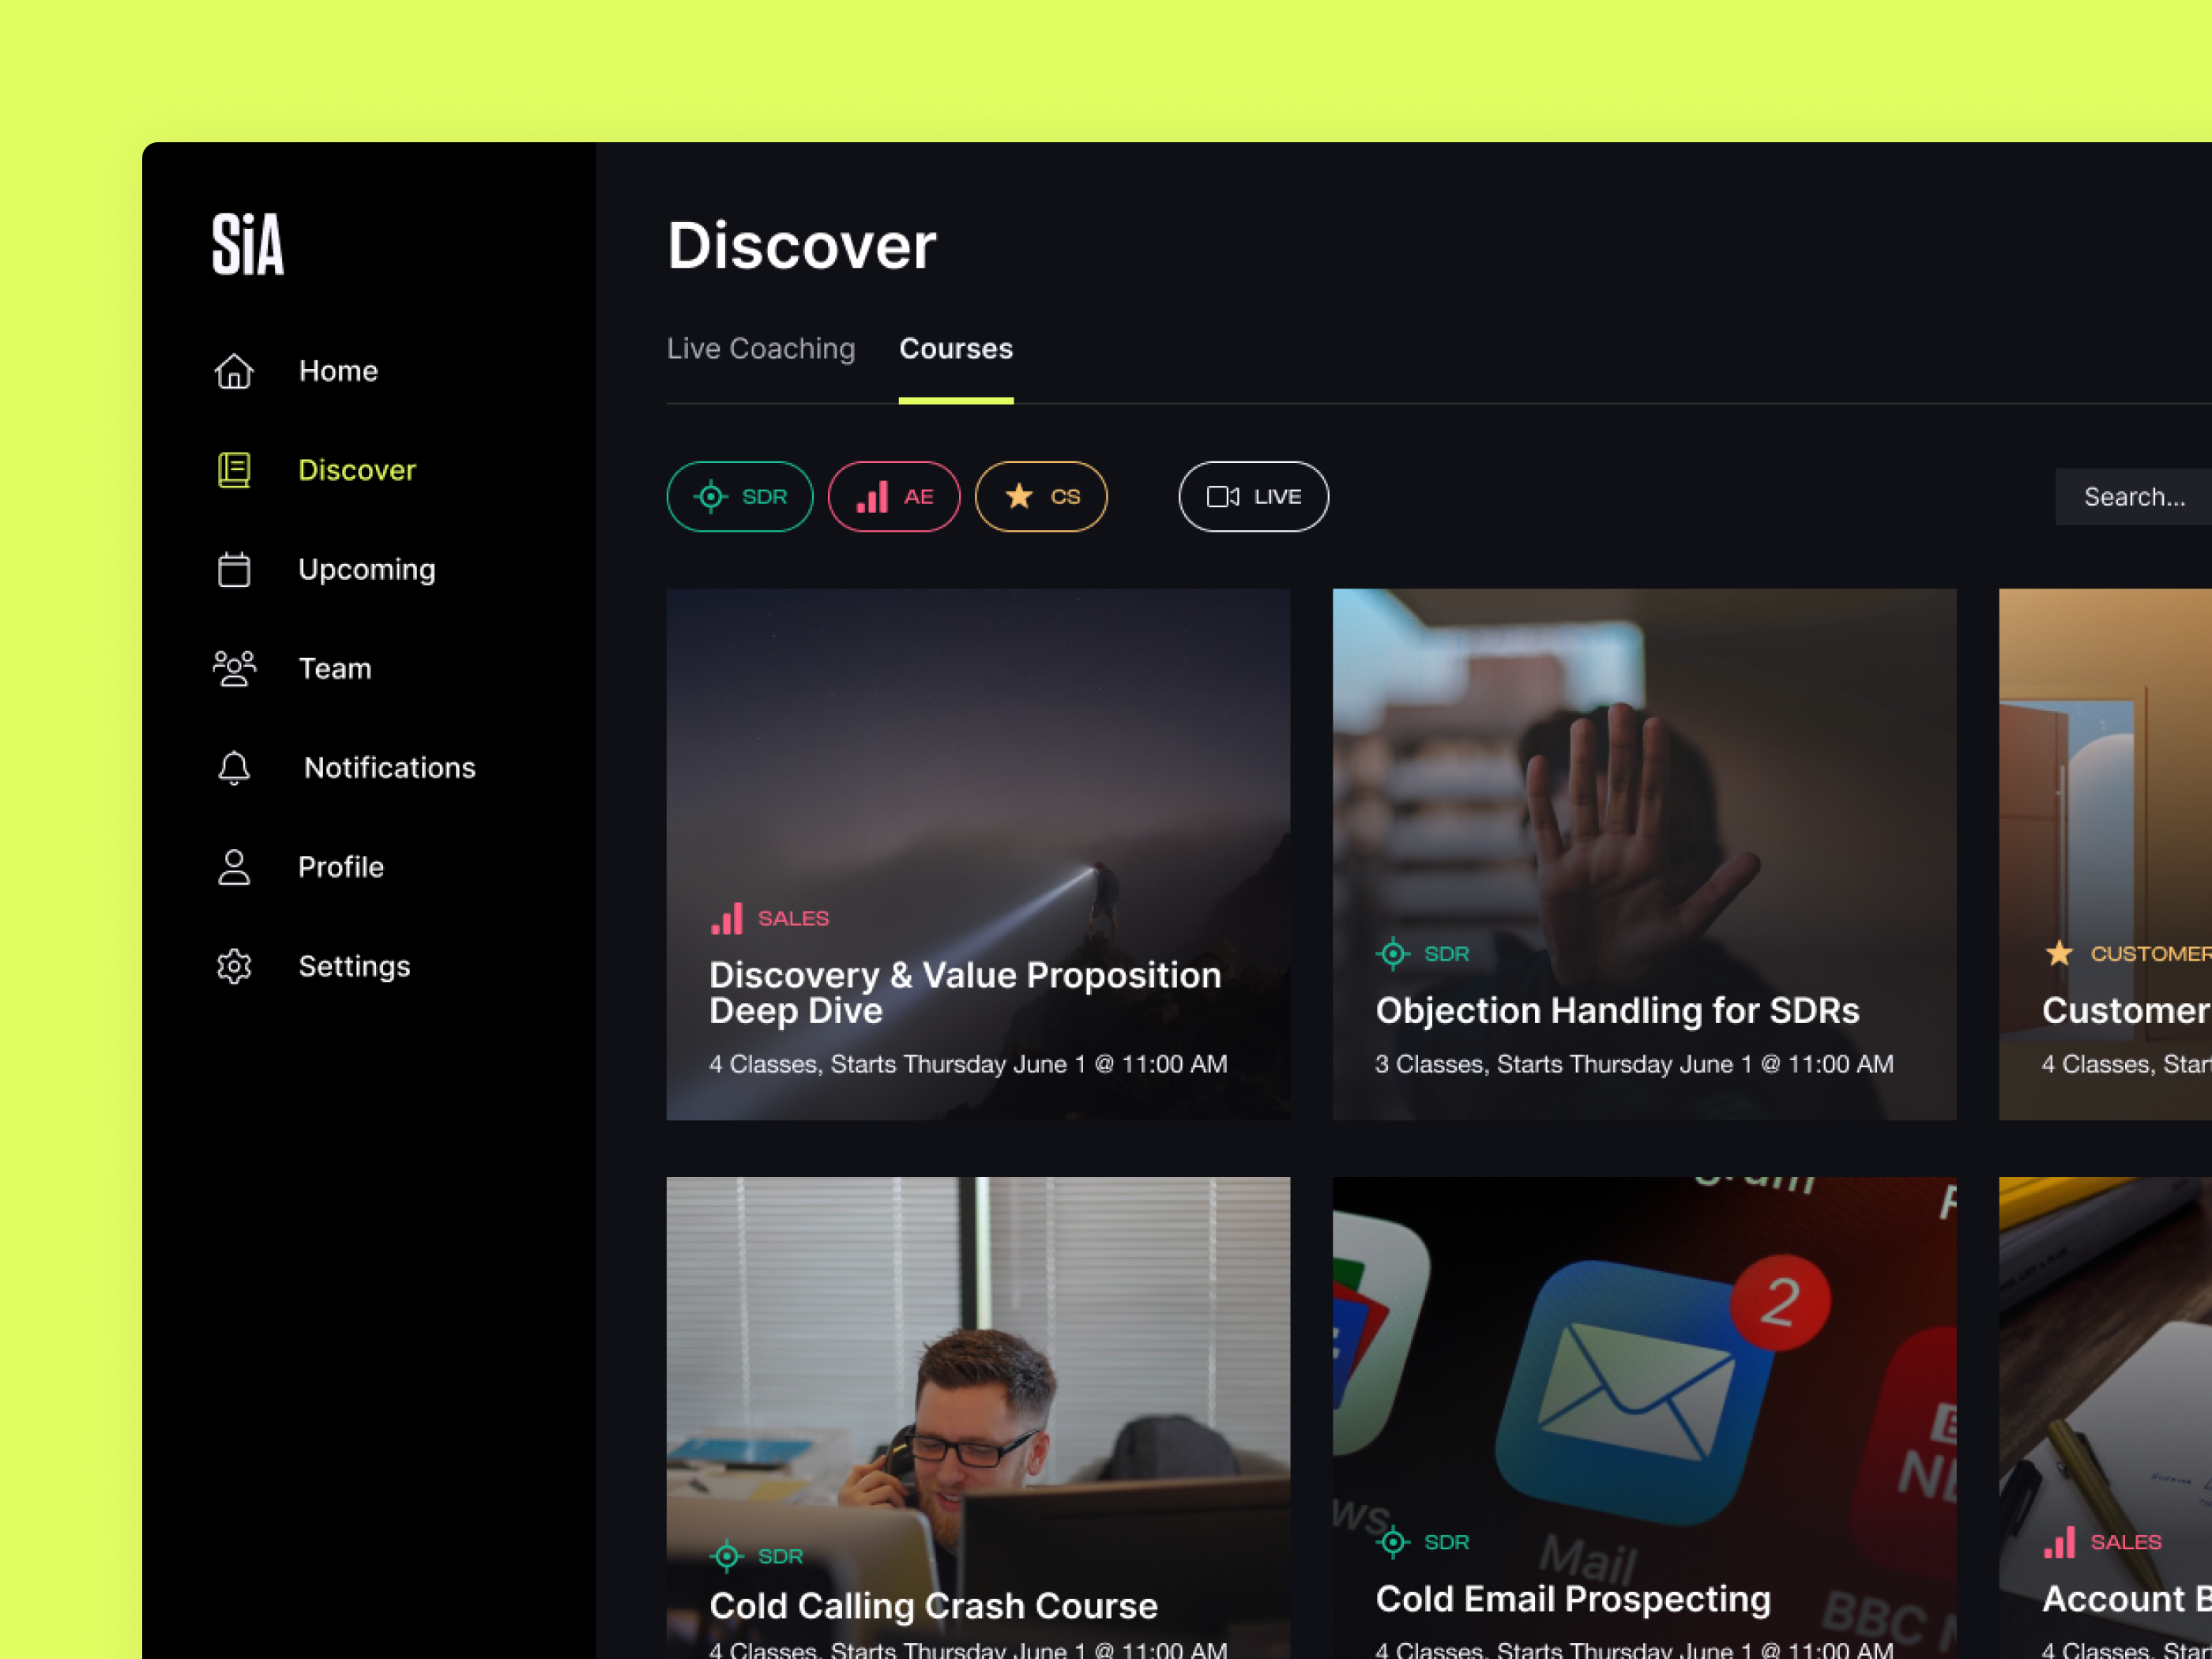 SiA
Home
Discover
Upcoming
Team
Notifications
Profile
Settings
Discover
Live Coaching
Courses
SDR
AE
CS
LIVE
Search...
SALES
Discovery & Value Proposition
Deep Dive
4 Classes, Starts Thursday June 1 @ 11:00 AM
SDR
Objection Handling for SDRs
3 Classes, Starts Thursday June 1 @ 11:00 AM
CUSTOMER
Customer
4 Classes,
SDR
Cold Calling Crash Course
4 Classes, Starts Thursday June 1 @ 11:00 AM
2
Mail
BBC
SDR
Cold Email Prospecting
4 Classes, Starts Thursday June 1 @ 11:00 AM
SALES
Account
4 Classes,